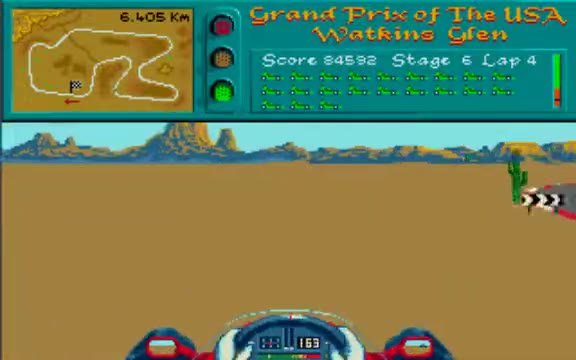 6.405 Km
Grand Prix of The USA
Watkins Glen
Score 84592 Stage 6 Lap 4
163